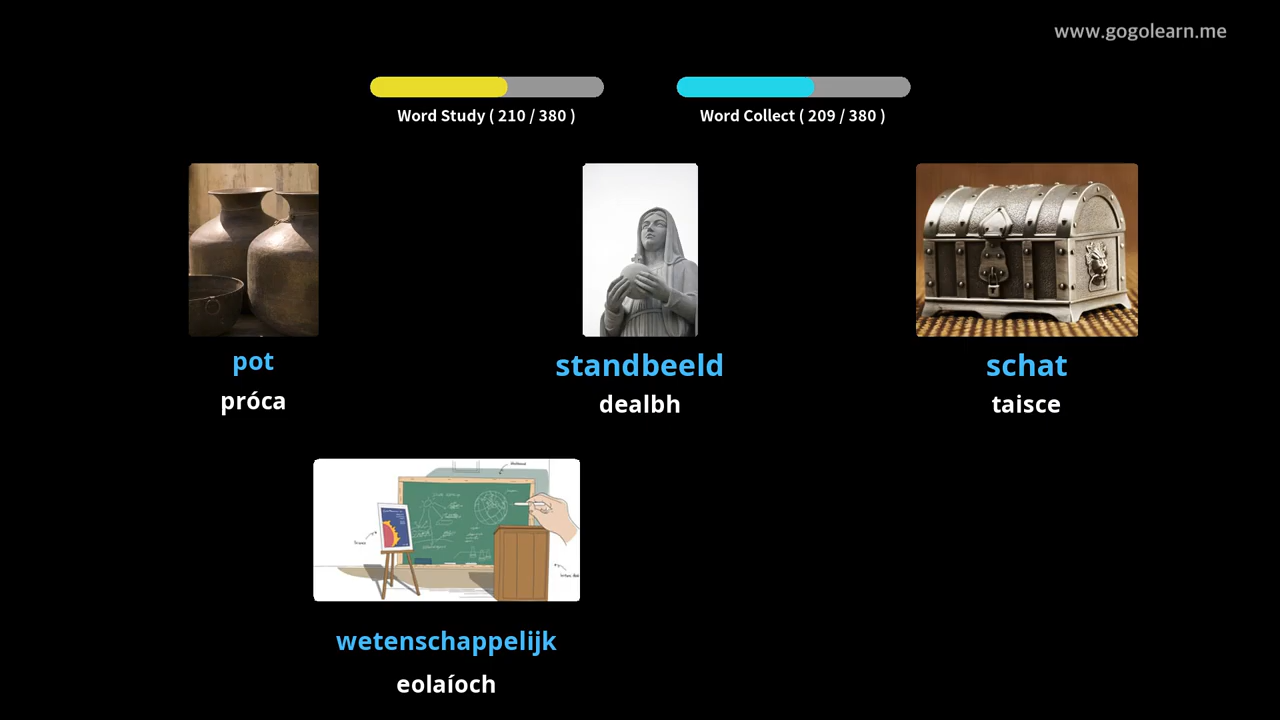 www.gogolearn.me
Word Study ( 210 / 380 )
Word Collect ( 209 / 380 )
pot
próca
standbeeld
dealbh
schat
taisce
wetenschappelijk
eolaíoch